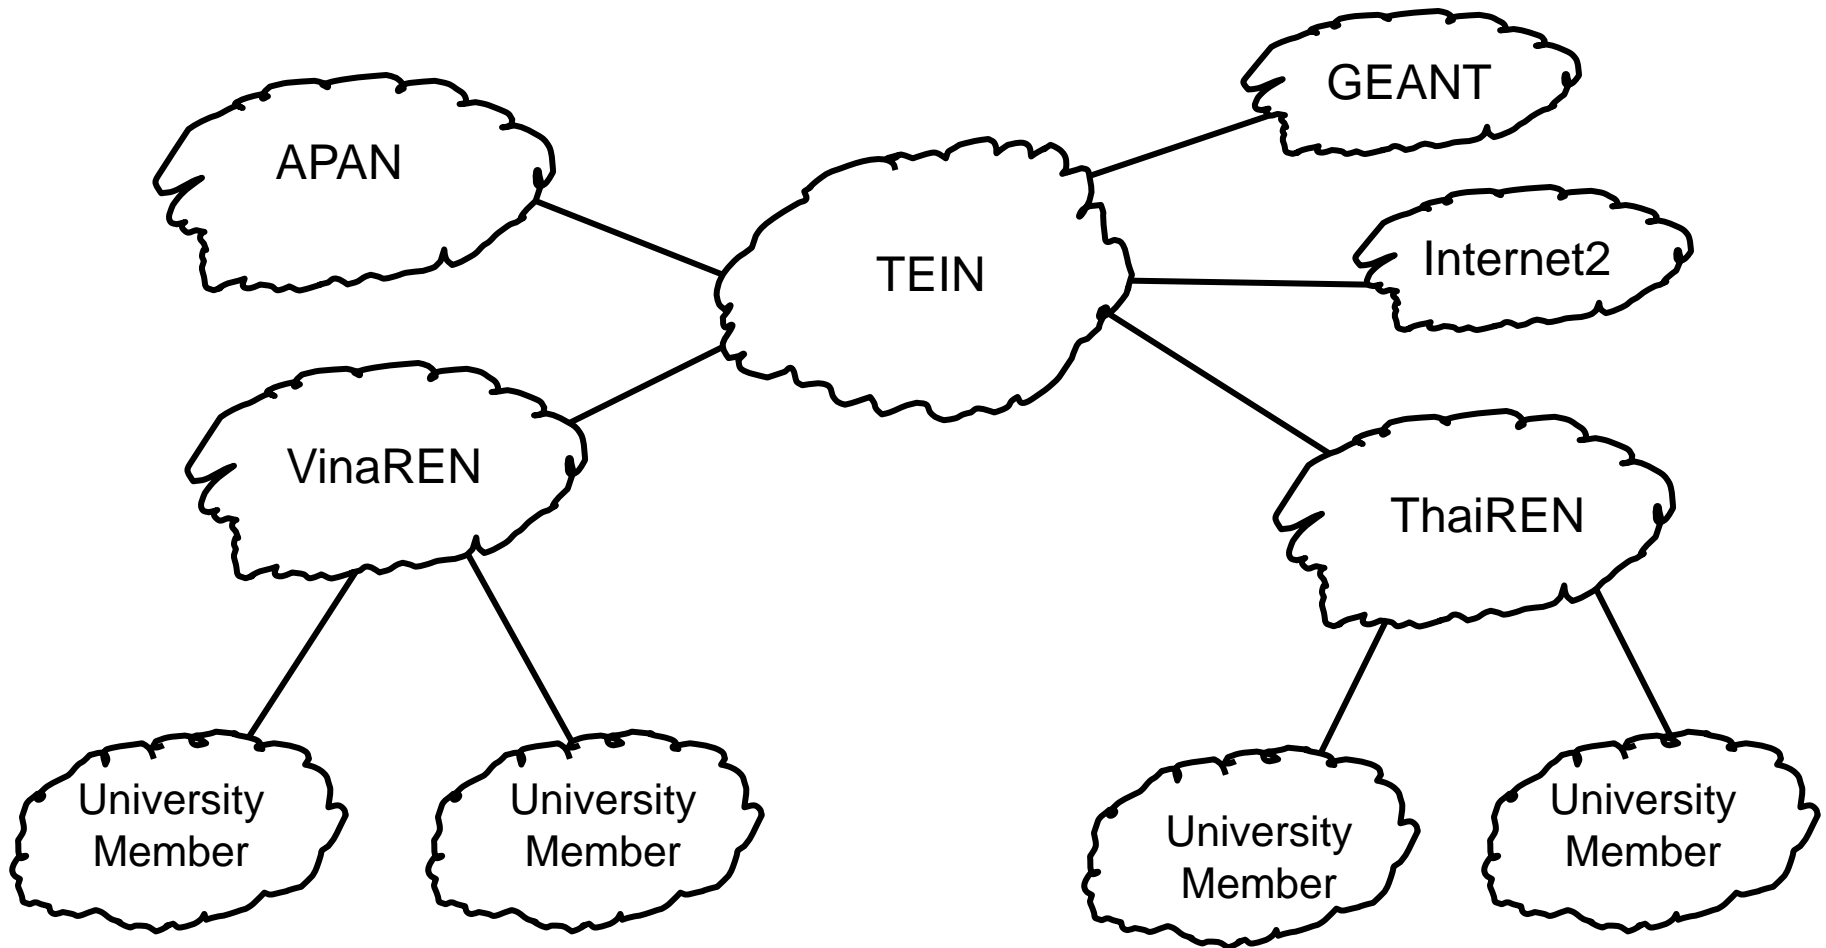 GEANT
APAN
Internet2
TEIN
VinaREN
ThaiREN
University
Member
University
Member
University
Member
University
Member